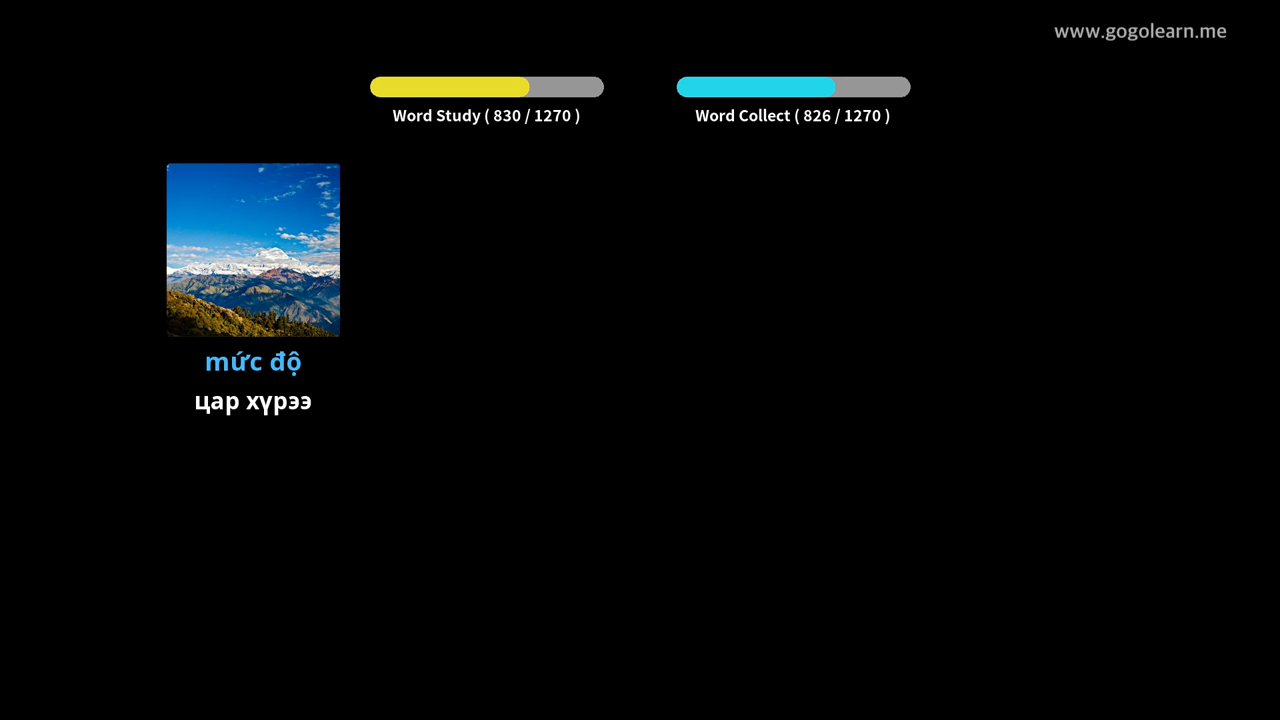 www.gogolearn.me
Word Study ( 830 / 1270 )
Word Collect ( 826 / 1270 )
mức độ
цар хүрээ